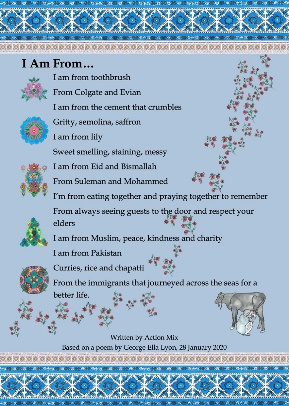 I Am From...
I am from toothbrush
From Colgate and Evian
I am from the cement that crumbles
Gritty, semolina, saffron
I am from lily
Sweet smelling, staining, messy
I am from Eid and Bismallah
From Suleman and Mohammed
I'm from eating together and praying together to remember
From always seeing guests to the door and respect your
elders
I am from Muslim, peace, kindness and charity
I am from Pakistan
Curries, rice and chapatti
From the immigrants that journeyed across the seas for a
better life.
Written by Action Mix
Based on a poem by George Ella Lyon, 28 January 2020